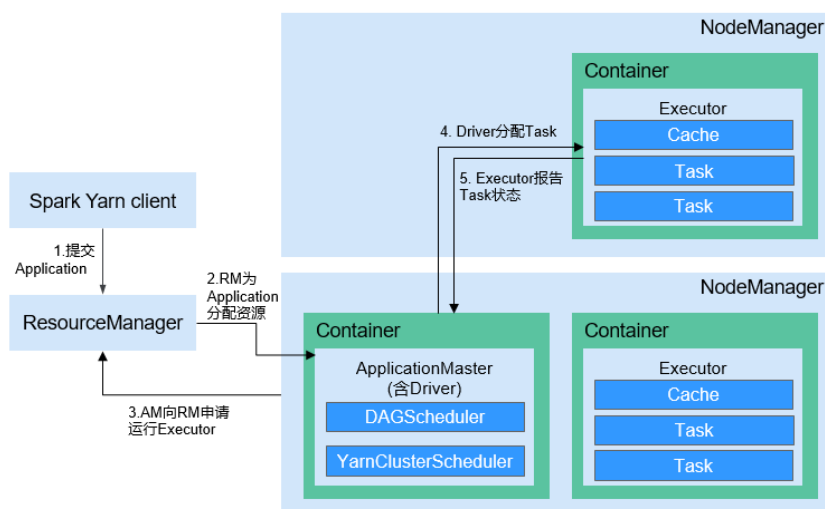 NodeManager
Container
Executor
Cache
Task
Task
4. Driver分配Task
5. Executor报告
Task状态
Spark Yarn client
1.提交
Application
ResourceManager
2.RM为
Application
分配资源
3.AM向RM申请
运行Executor
NodeManager
Container
ApplicationMaster
(含Driver)
DAGScheduler
YarnClusterScheduler
Container
Executor
Cache
Task
Task